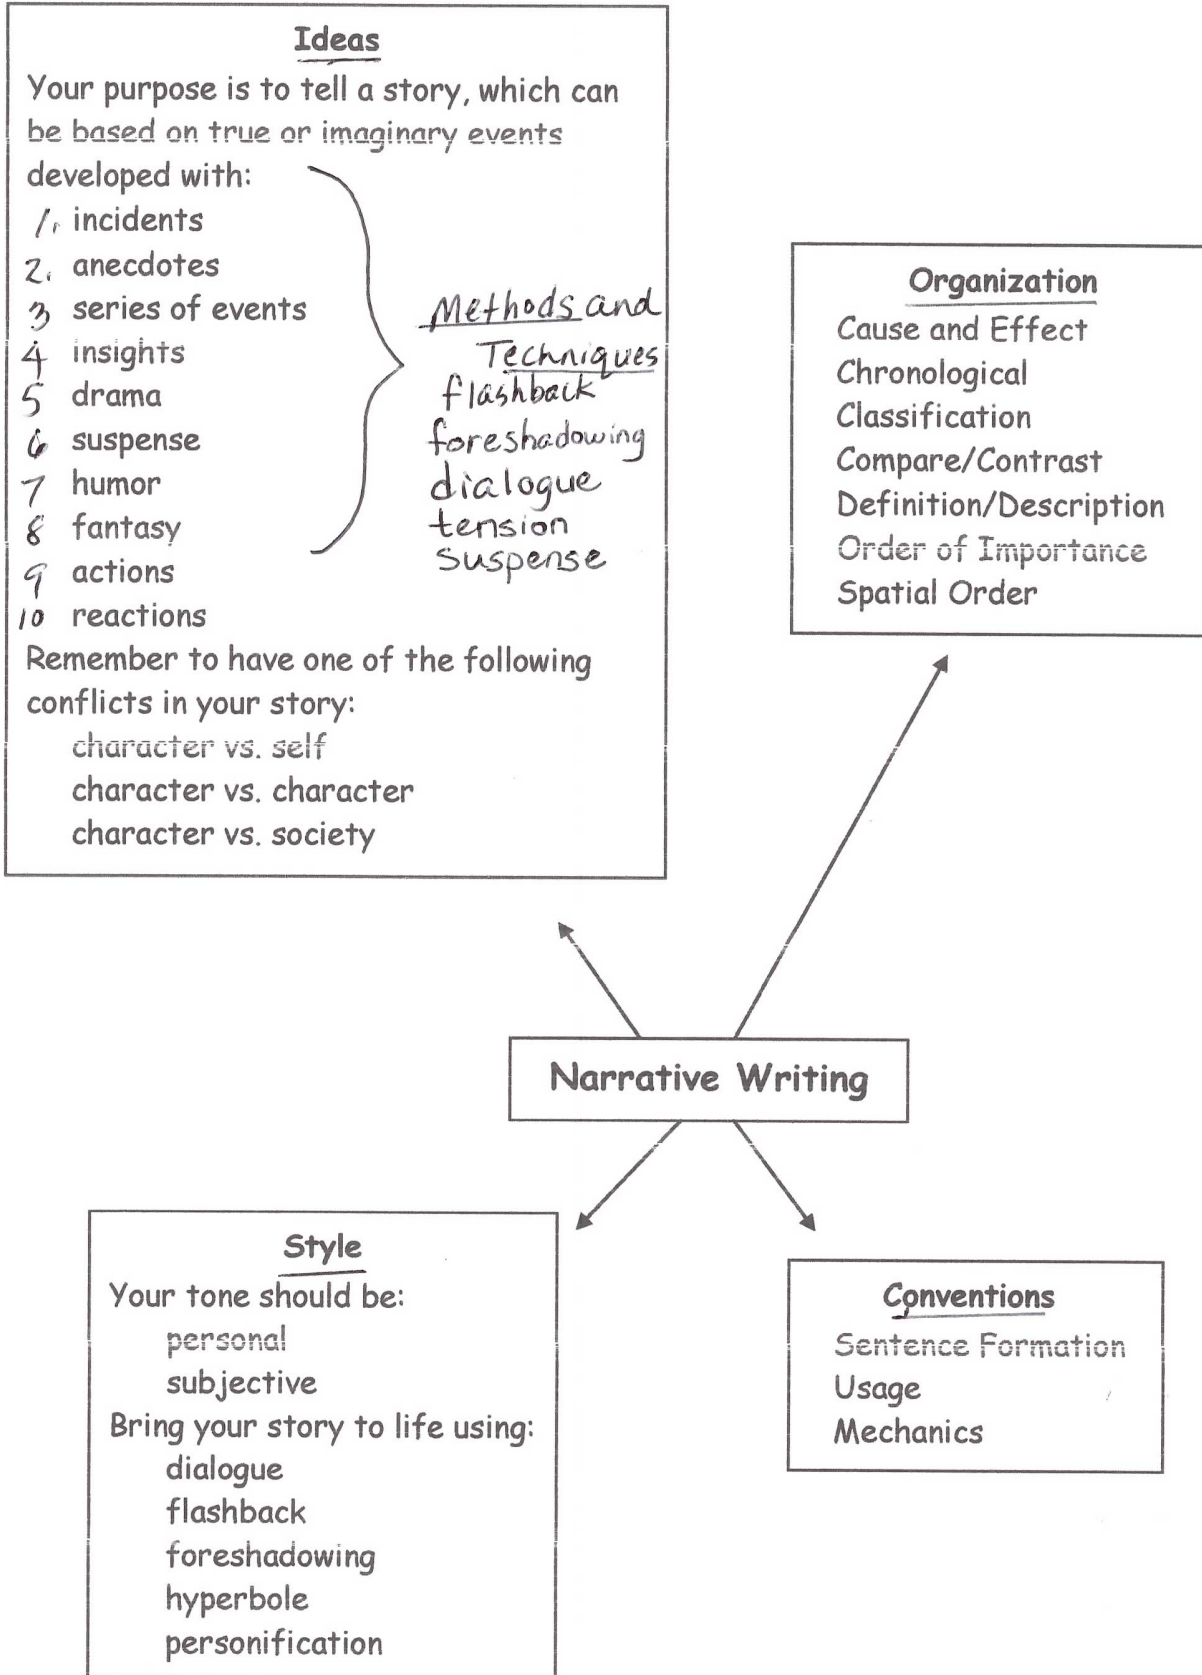 Ideas
Your purpose is to tell a story, which can
be based on true or imaginary events
developed with:
1. incidents
2. anecdotes
3 series of events
4 insights
5 drama
6 suspense
7 humor
8 fantasy
9 actions
10 reactions
Methods and
Techniques
flashback
foreshadowing
dialogue
tension
suspense
Remember to have one of the following
conflicts in your story:
character vs. self
character vs. character
character vs. society
Organization
Cause and Effect
Chronological
Classification
Compare/Contrast
Definition/Description
Order of Importance
Spatial Order
Narrative Writing
Style
Your tone should be:
personal
subjective
Bring your story to life using:
dialogue
flashback
foreshadowing
hyperbole
personification
Conventions
Sentence Formation
Usage
Mechanics